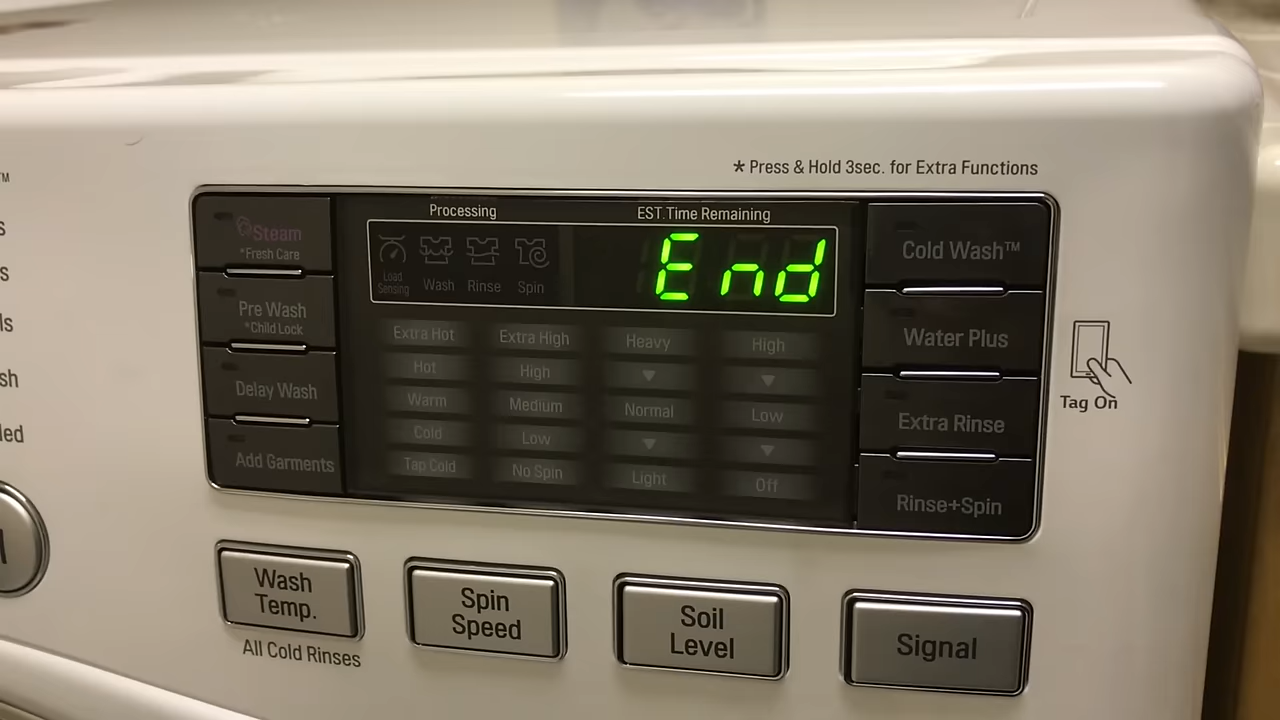 * Press & Hold 3sec. for Extra Functions
Processing
EST.Time Remaining
End
Load
Sensing
Wash
Rinse
Spin
Steam
*Fresh Care
Pre Wash
*Child Lock
Delay Wash
Add Garments
Extra Hot
Hot
Warm
Cold
Tap Cold
Extra High
High
Medium
Low
No Spin
Heavy
▼
Normal
▼
Light
High
▼
Low
▼
Off
Cold Wash™
Water Plus
Extra Rinse
Rinse+Spin
Tag On
Wash
Temp.
All Cold Rinses
Spin
Speed
Soil
Level
Signal